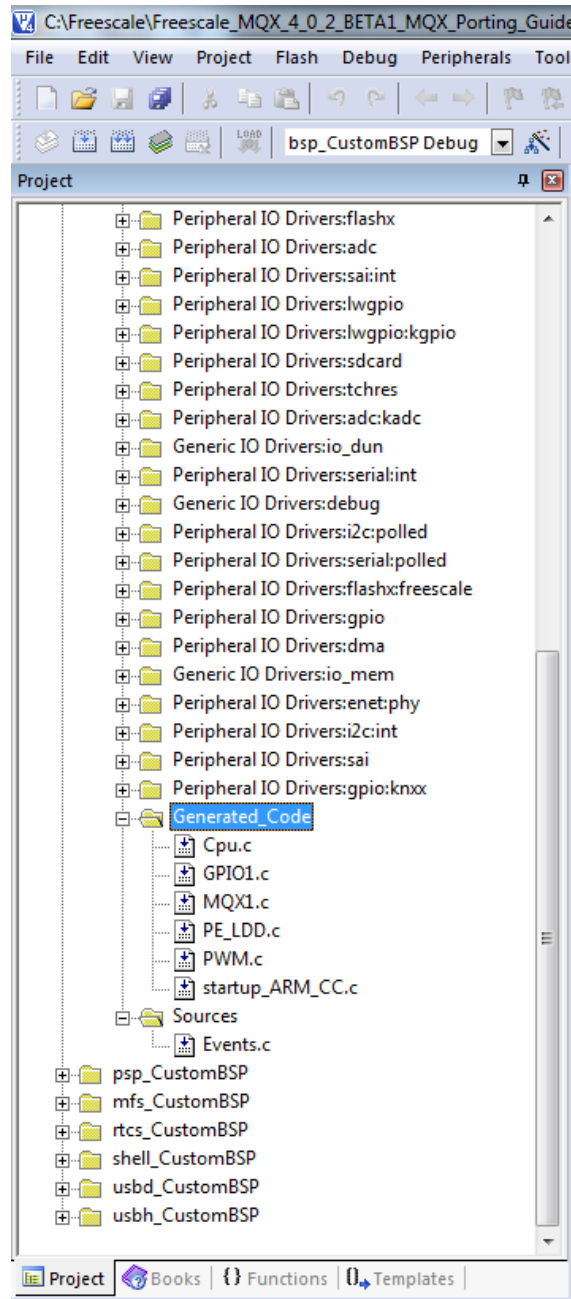 C:\Freescale\Freescale_MQX_4_0_2_BETA1_MQX_Porting_Guide
File Edit View Project Flash Debug Peripherals Tool
LOAD bsp_CustomBSP Debug
Project
Peripheral IO Drivers:flashx
Peripheral IO Drivers:adc
Peripheral IO Drivers:sai:int
Peripheral IO Drivers:lwgpio
Peripheral IO Drivers:lwgpio:kgpio
Peripheral IO Drivers:sdcard
Peripheral IO Drivers:tchres
Peripheral IO Drivers:adc:kadc
Generic IO Drivers:io_dun
Peripheral IO Drivers:serial:int
Generic IO Drivers:debug
Peripheral IO Drivers:i2c:polled
Peripheral IO Drivers:serial:polled
Peripheral IO Drivers:flashx:freescale
Peripheral IO Drivers:gpio
Peripheral IO Drivers:dma
Generic IO Drivers:io_mem
Peripheral IO Drivers:enet:phy
Peripheral IO Drivers:i2c:int
Peripheral IO Drivers:sai
Peripheral IO Drivers:gpio:knxx
Generated_Code
Cpu.c
GPIO1.c
MQX1.c
PE_LDD.c
PWM.c
startup_ARM_CC.c
Sources
Events.c
psp_CustomBSP
mfs_CustomBSP
rtcs_CustomBSP
shell_CustomBSP
usbd_CustomBSP
usbh_CustomBSP
Project Books {} Functions 0 Templates